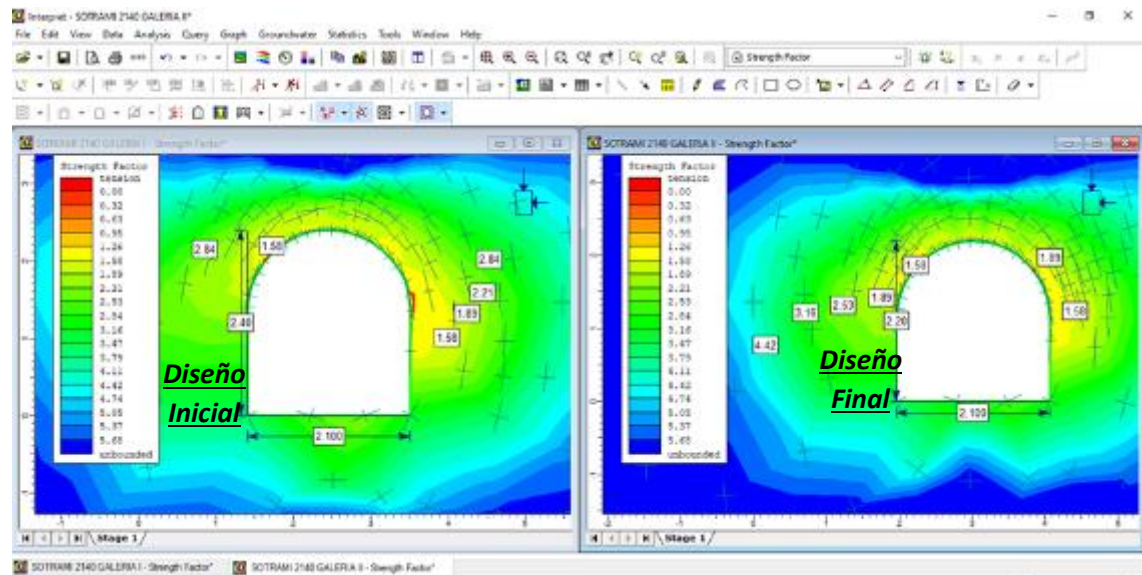 Interpret - SOTRAMI 2140 GALERIA II*
File Edit View Data Analysis Query Graph Groundwater Statistics Tools Window Help
Strength Factor
SOTRAMI 2140 GALERIA I - Strength Factor*
Strength Factor
tension
0.00
0.32
0.63
0.95
1.26
1.58
1.89
2.21
2.53
2.84
3.16
3.47
3.79
4.11
4.42
4.74
5.05
5.37
5.68
unbounded
2.84
1.58
2.84
2.21
1.89
1.58
2.40
2.100
Diseño
Inicial
Stage 1
SOTRAMI 2140 GALERIA II - Strength Factor*
Strength Factor
tension
0.00
0.32
0.63
0.95
1.26
1.58
1.89
2.21
2.53
2.84
3.16
3.47
3.79
4.11
4.42
4.74
5.05
5.37
5.68
unbounded
1.58
1.89
1.89
2.53
3.16
2.20
1.58
4.42
2.100
Diseño
Final
Stage 1
SOTRAMI 2140 GALERIA I - Strength Factor*
SOTRAMI 2140 GALERIA II - Strength Factor*